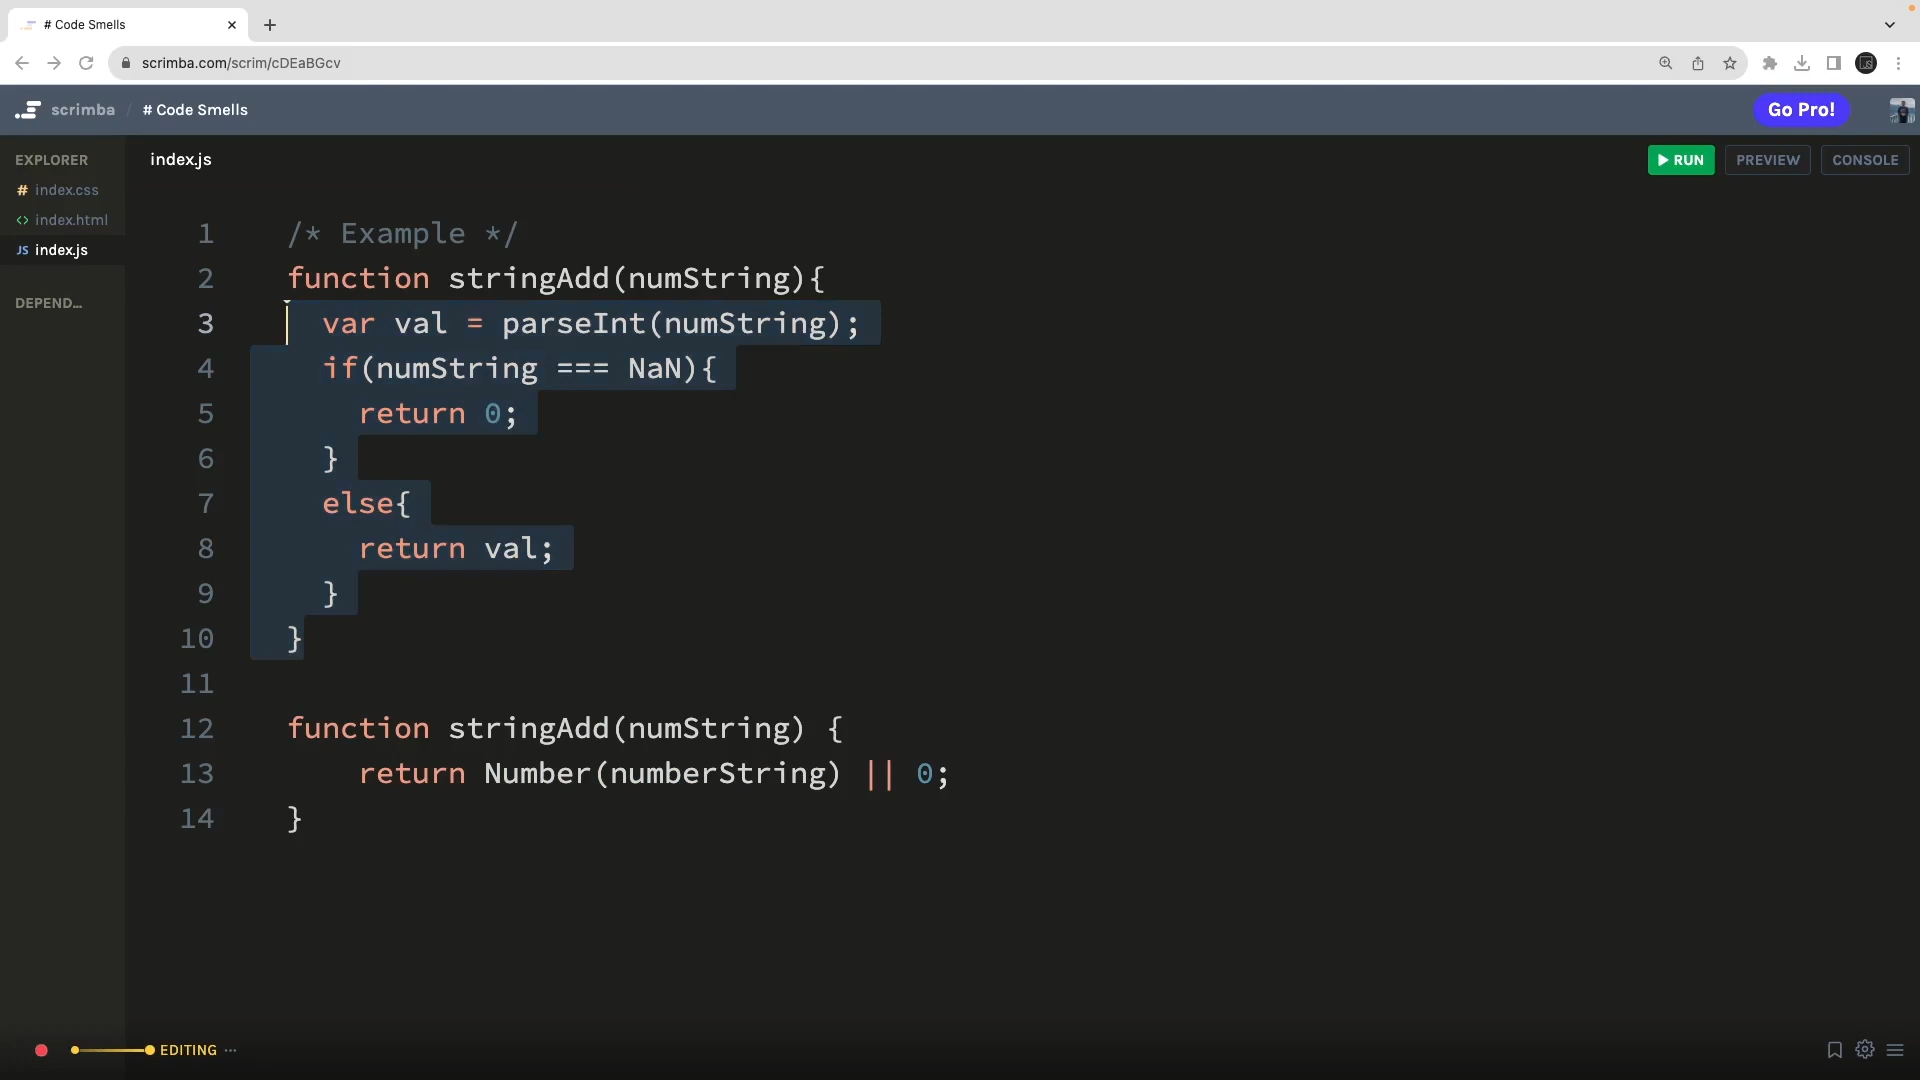 # Code Smells
scrimba.com/scrim/cDEaBGcv
scrimba / # Code Smells
Go Pro!
EXPLORER
# index.css
<> index.html
JS index.js
DEPEND...
index.js
RUN
PREVIEW
CONSOLE
1 /* Example */
2 function stringAdd(numString){
3   var val = parseInt(numString);
4   if(numString === NaN){
5     return 0;
6   }
7   else{
8     return val;
9   }
10 }
11
12 function stringAdd(numString) {
13     return Number(numberString) || 0;
14 }
EDITING ...